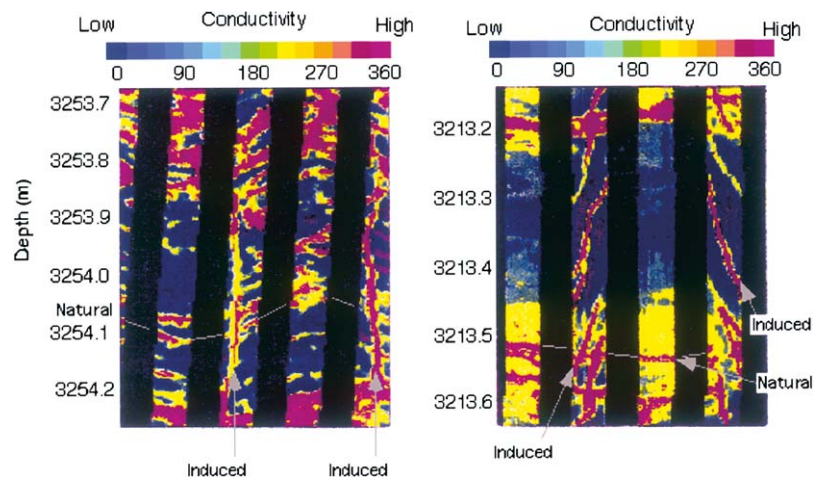 Conductivity
Low High
0 90 180 270 360
Depth (m)
3253.7
3253.8
3253.9
3254.0
Natural
3254.1
3254.2
Induced Induced
Conductivity
Low High
0 90 180 270 360
3213.2
3213.3
3213.4
Induced
3213.5
Natural
3213.6
Induced